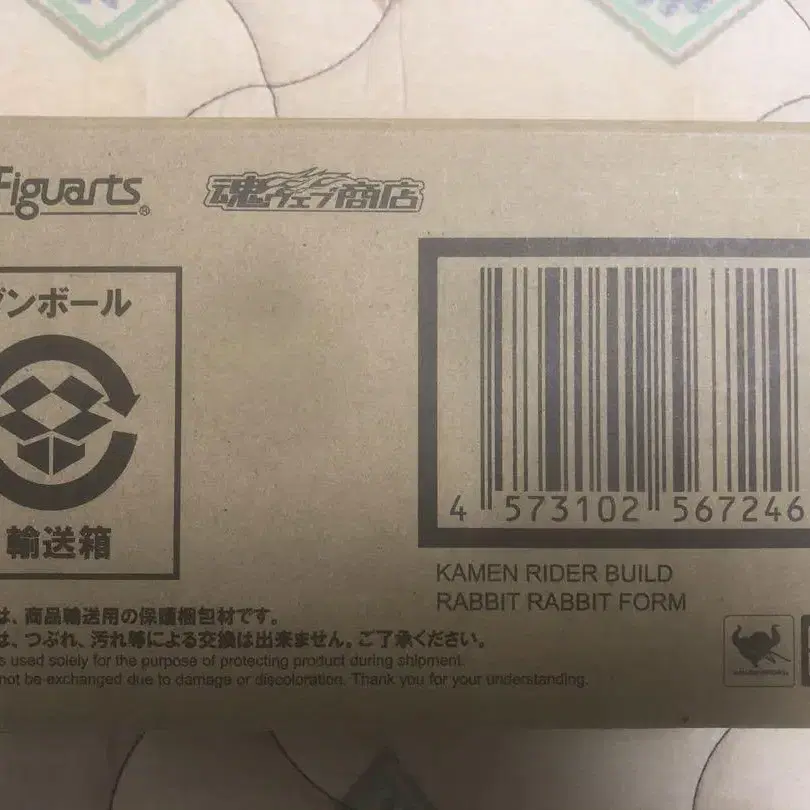 Figuarts®
魂ウェブ商店
ンボール
輸送箱
4 573102 567246
KAMEN RIDER BUILD
RABBIT RABBIT FORM
は、商品輸送用の保護梱包材です。
は、つぶれ、汚れ等による交換は出来ません。ご了承ください。
s used solely for the purpose of protecting product during shipment.
not be exchanged due to damage or discoloration. Thank you for your understanding.